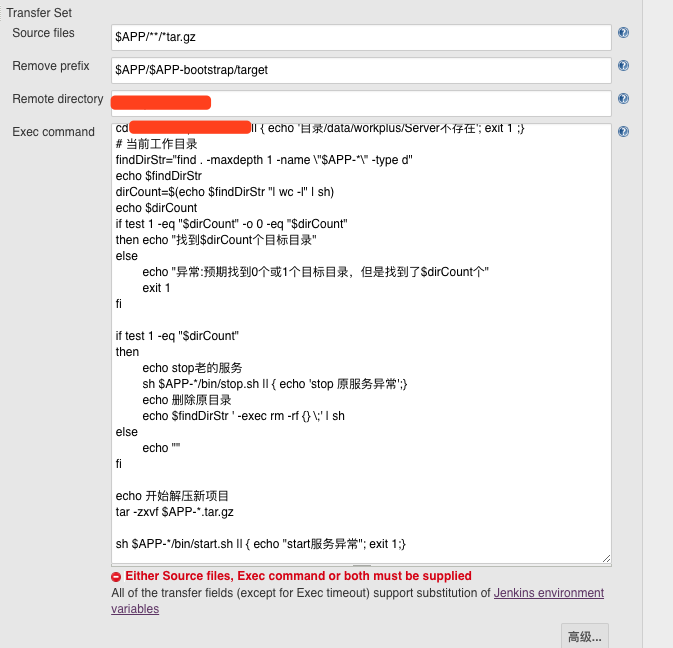 Transfer Set
Source files
$APP/**/*tar.gz
Remove prefix
$APP/$APP-bootstrap/target
Remote directory
Exec command
cd || { echo '目录/data/workplus/Server不存在'; exit 1 ;}
# 当前工作目录
findDirStr="find . -maxdepth 1 -name \"$APP-*\" -type d"
echo $findDirStr
dirCount=$(echo $findDirStr "| wc -l" | sh)
echo $dirCount
if test 1 -eq "$dirCount" -o 0 -eq "$dirCount"
then echo "找到$dirCount个目标目录"
else
echo "异常:预期找到0个或1个目标目录，但是找到了$dirCount个"
exit 1
fi
if test 1 -eq "$dirCount"
then
echo stop老的服务
sh $APP-*/bin/stop.sh || { echo 'stop 原服务异常';}
echo 删除原目录
echo $findDirStr ' -exec rm -rf {} \;' | sh
else
echo ""
fi
echo 开始解压新项目
tar -zxvf $APP-*.tar.gz
sh $APP-*/bin/start.sh || { echo "start服务异常"; exit 1;}
Either Source files, Exec command or both must be supplied
All of the transfer fields (except for Exec timeout) support substitution of Jenkins environment
variables
高级...